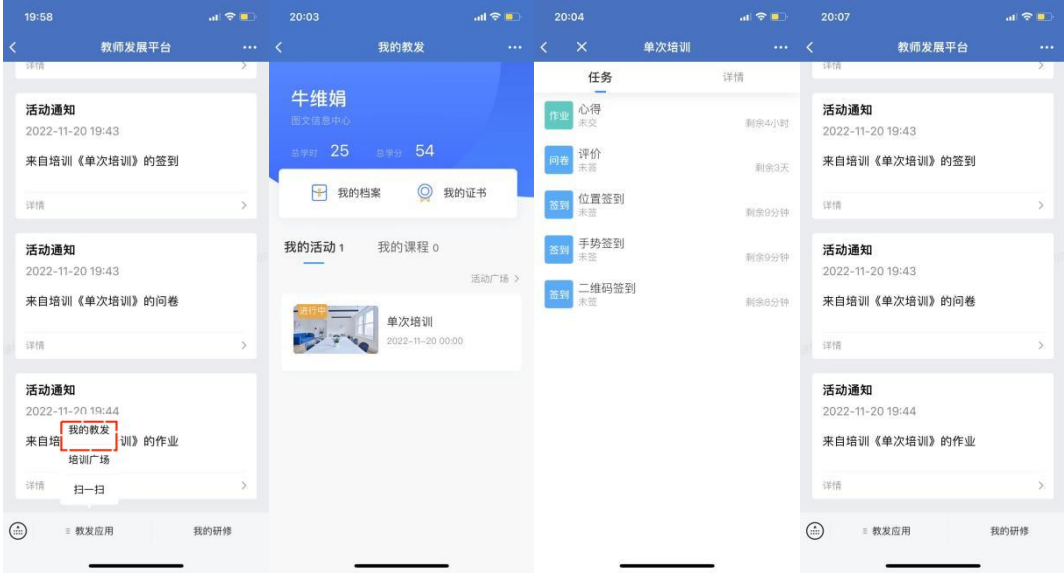 19:58
教师发展平台
详情
活动通知
2022-11-20 19:43
来自培训《单次培训》的签到
详情
活动通知
2022-11-20 19:43
来自培训《单次培训》的问卷
详情
活动通知
2022-11-20 19:44
我的教发
来自培 训》的作业
培训广场
详情
扫一扫
教发应用
我的研修
20:03
我的教发
牛维娟
图文信息中心
总学时 25 总学分 54
我的档案 我的证书
我的活动 1 我的课程 0
活动广场
进行中
单次培训
2022-11-20 00:00
20:04
单次培训
任务 详情
作业 心得
未交 剩余4小时
问卷 评价
未答 剩余3天
签到 位置签到
未签 剩余9分钟
签到 手势签到
未签 剩余9分钟
签到 二维码签到
未签 剩余8分钟
20:07
教师发展平台
详情
活动通知
2022-11-20 19:43
来自培训《单次培训》的签到
详情
活动通知
2022-11-20 19:43
来自培训《单次培训》的问卷
详情
活动通知
2022-11-20 19:44
来自培训《单次培训》的作业
详情
教发应用
我的研修